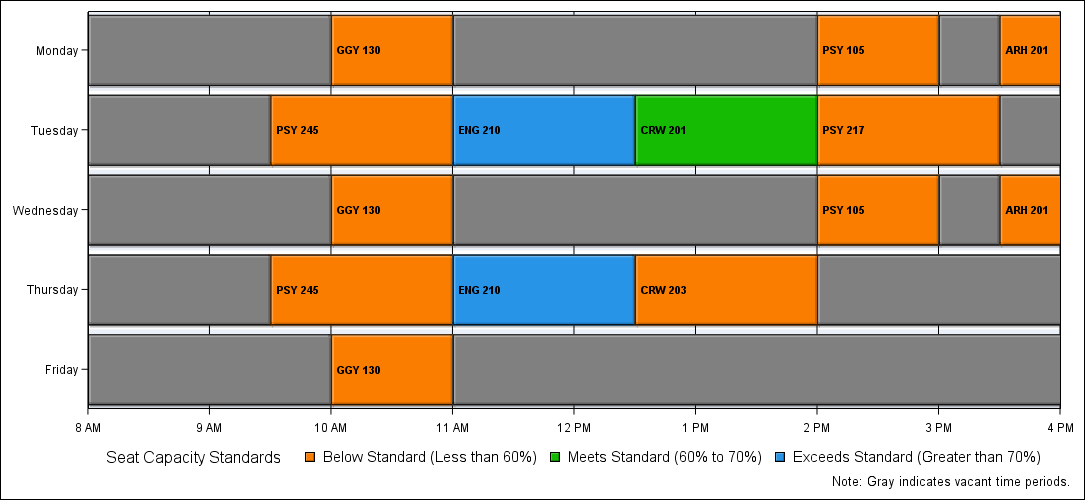 Monday GGY 130 PSY 105 ARH 201
Tuesday PSY 245 ENG 210 CRW 201 PSY 217
Wednesday GGY 130 PSY 105 ARH 201
Thursday PSY 245 ENG 210 CRW 203
Friday GGY 130
8 AM 9 AM 10 AM 11 AM 12 PM 1 PM 2 PM 3 PM 4 PM
Seat Capacity Standards Below Standard (Less than 60%) Meets Standard (60% to 70%) Exceeds Standard (Greater than 70%)
Note: Gray indicates vacant time periods.